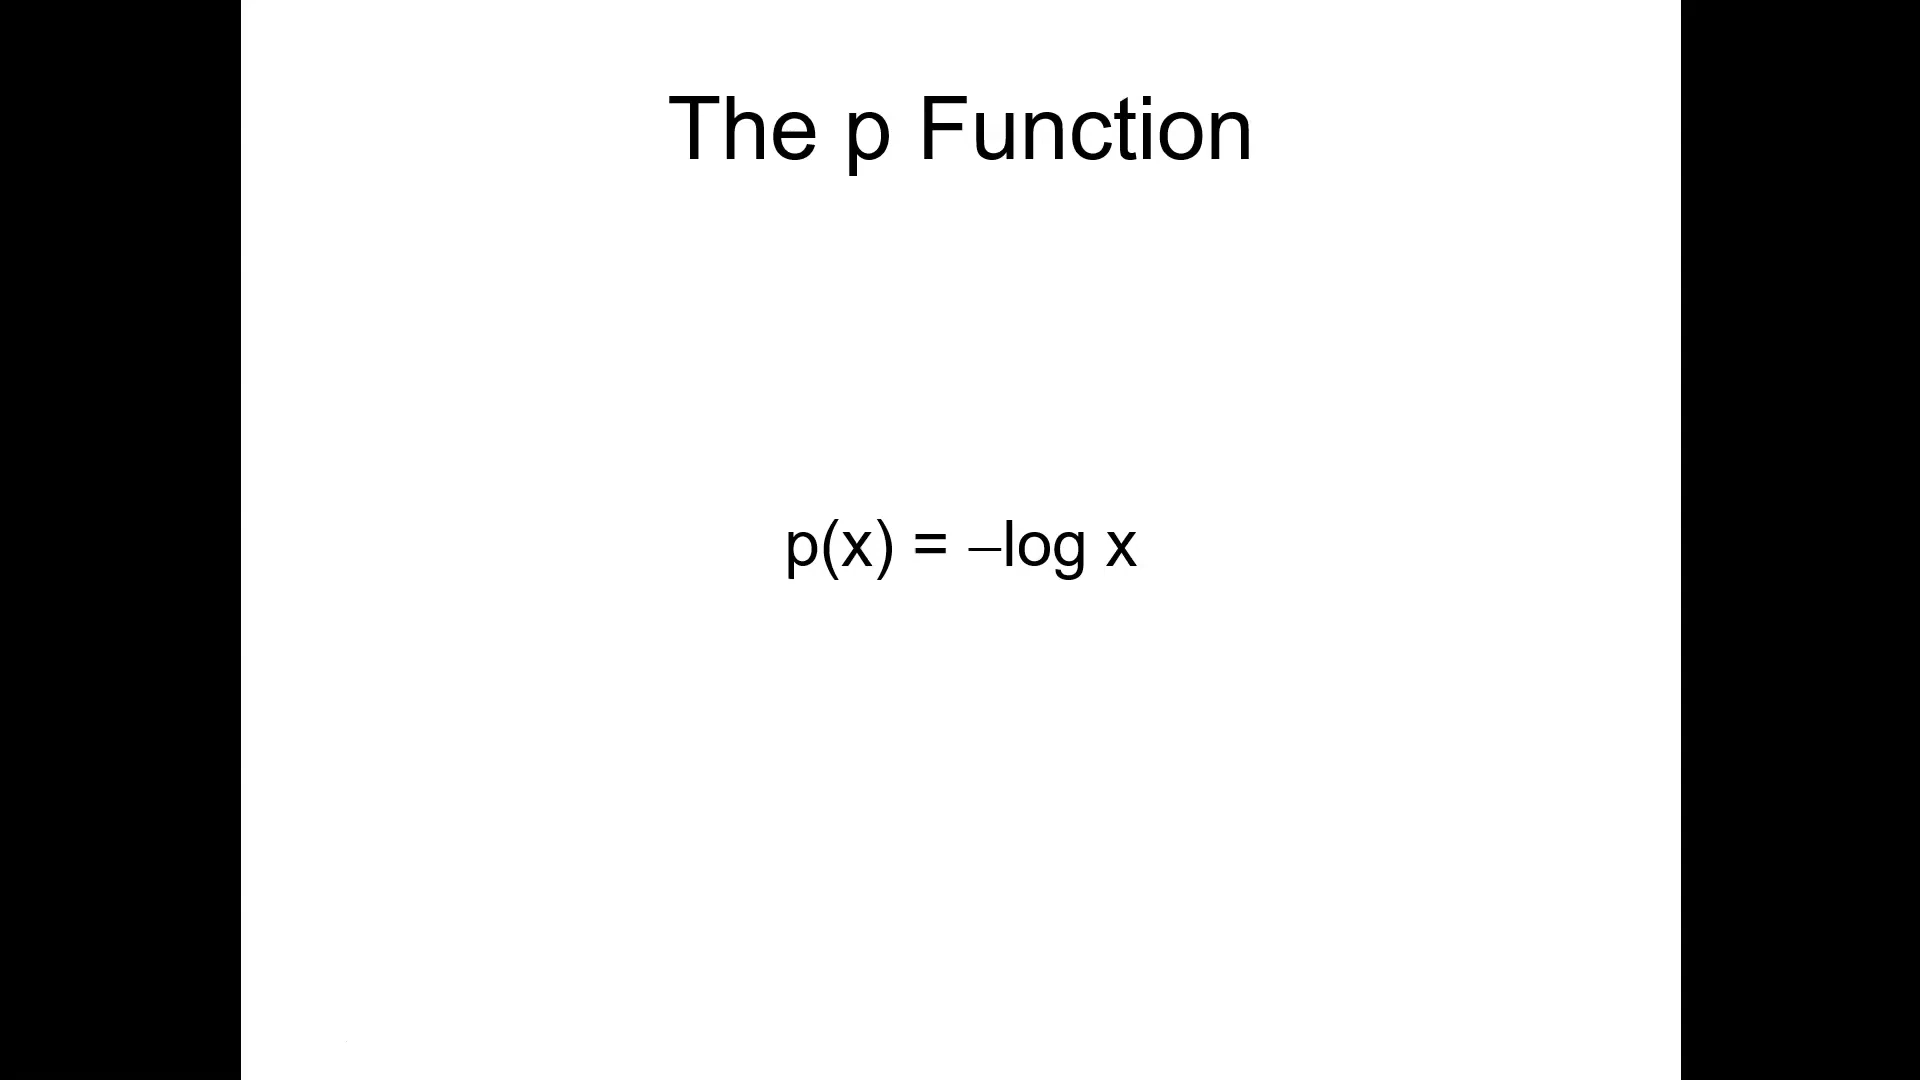 The p Function
p(x) = –log x